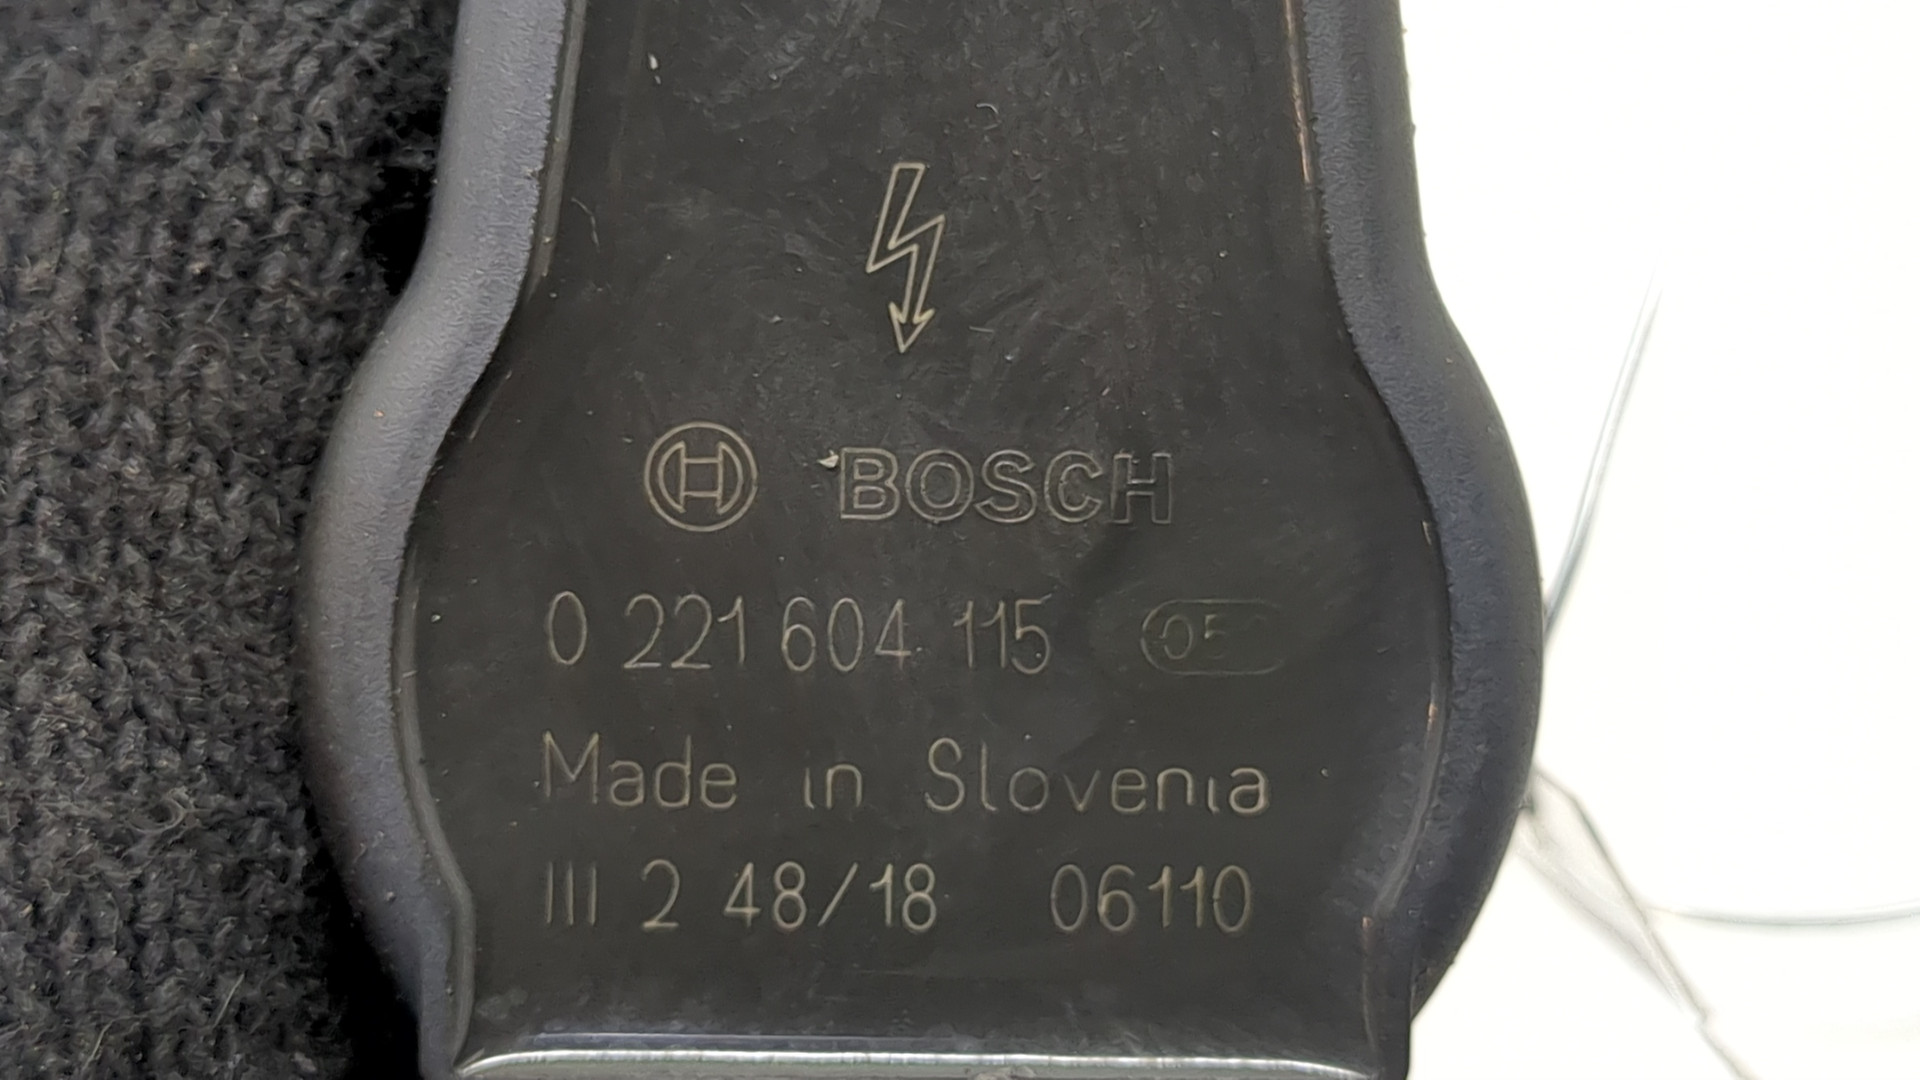 BOSCH
0 221 604 115
Made in Slovenia
III 2 48/18 06110